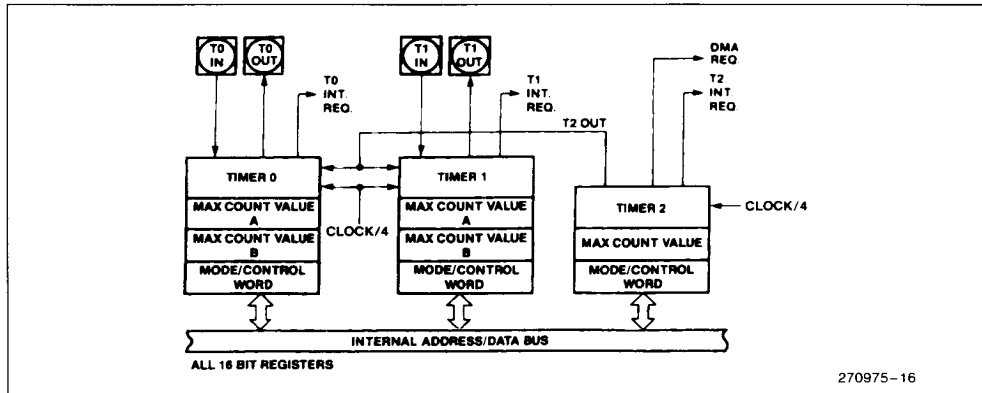 T0
IN
T0
OUT
T0
INT.
REQ.
T1
IN
T1
OUT
T1
INT.
REQ.
DMA
REQ.
T2
INT.
REQ.
T2 OUT
TIMER 0
MAX COUNT VALUE
A
MAX COUNT VALUE
B
MODE/CONTROL
WORD
CLOCK/4
TIMER 1
MAX COUNT VALUE
A
MAX COUNT VALUE
B
MODE/CONTROL
WORD
TIMER 2
MAX COUNT VALUE
MODE/CONTROL
WORD
CLOCK/4
INTERNAL ADDRESS/DATA BUS
ALL 16 BIT REGISTERS
270975-16